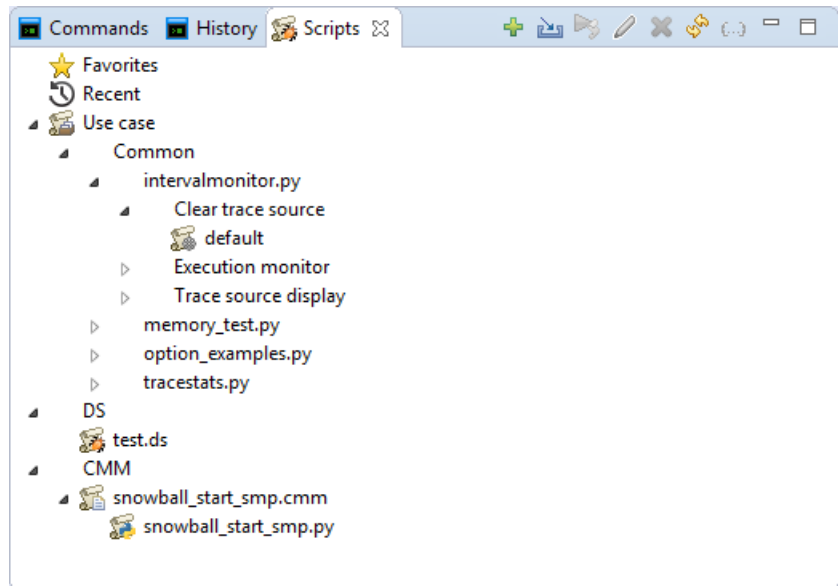 Commands History Scripts
Favorites
Recent
Use case
Common
intervalmonitor.py
Clear trace source
default
Execution monitor
Trace source display
memory_test.py
option_examples.py
tracestats.py
DS
test.ds
CMM
snowball_start_smp.cmm
snowball_start_smp.py